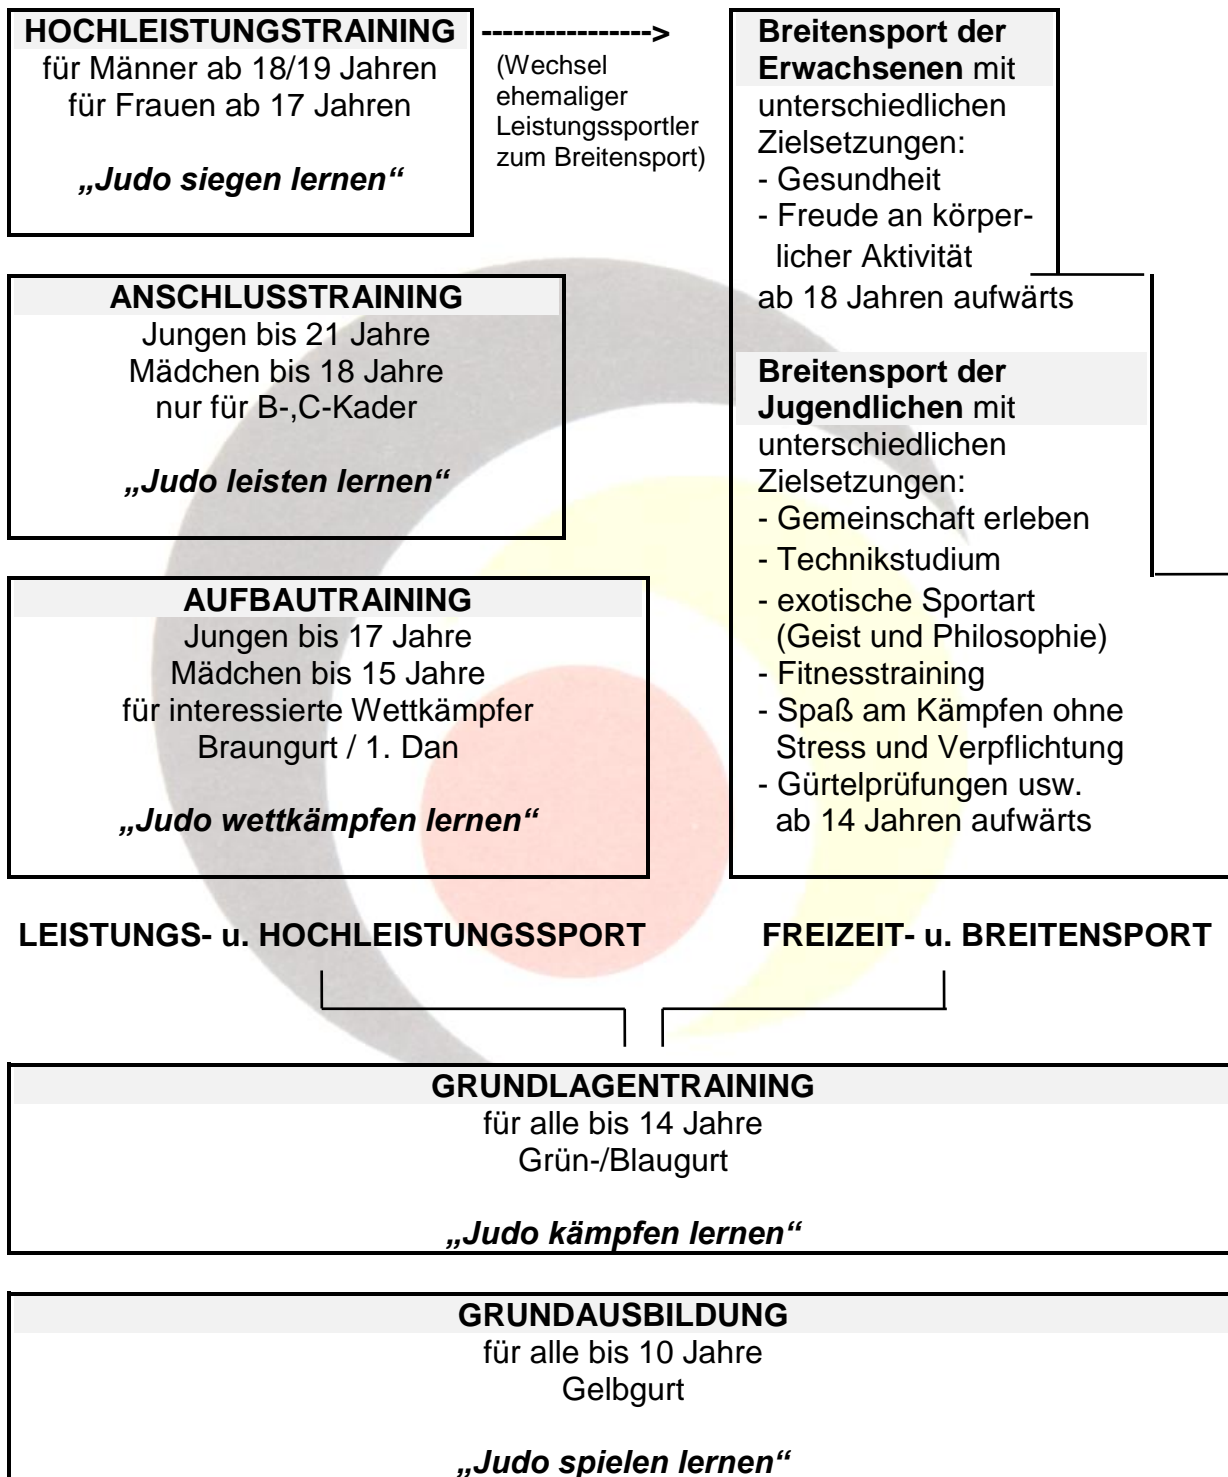 HOCHLEISTUNGSTRAINING
für Männer ab 18/19 Jahren
für Frauen ab 17 Jahren
„Judo siegen lernen“
---------------->
(Wechsel
ehemaliger
Leistungssportler
zum Breitensport)
Breitensport der
Erwachsenen mit
unterschiedlichen
Zielsetzungen:
- Gesundheit
- Freude an körper-
licher Aktivität
ab 18 Jahren aufwärts
ANSCHLUSSTRAINING
Jungen bis 21 Jahre
Mädchen bis 18 Jahre
nur für B-,C-Kader
„Judo leisten lernen“
Breitensport der
Jugendlichen mit
unterschiedlichen
Zielsetzungen:
- Gemeinschaft erleben
- Technikstudium
- exotische Sportart
(Geist und Philosophie)
- Fitnesstraining
- Spaß am Kämpfen ohne
Stress und Verpflichtung
- Gürtelprüfungen usw.
ab 14 Jahren aufwärts
AUFBAUTRAINING
Jungen bis 17 Jahre
Mädchen bis 15 Jahre
für interessierte Wettkämpfer
Braungurt / 1. Dan
„Judo wettkämpfen lernen“
LEISTUNGS- u. HOCHLEISTUNGSSPORT
FREIZEIT- u. BREITENSPORT
GRUNDLAGENTRAINING
für alle bis 14 Jahre
Grün-/Blaugurt
„Judo kämpfen lernen“
GRUNDAUSBILDUNG
für alle bis 10 Jahre
Gelbgurt
„Judo spielen lernen“